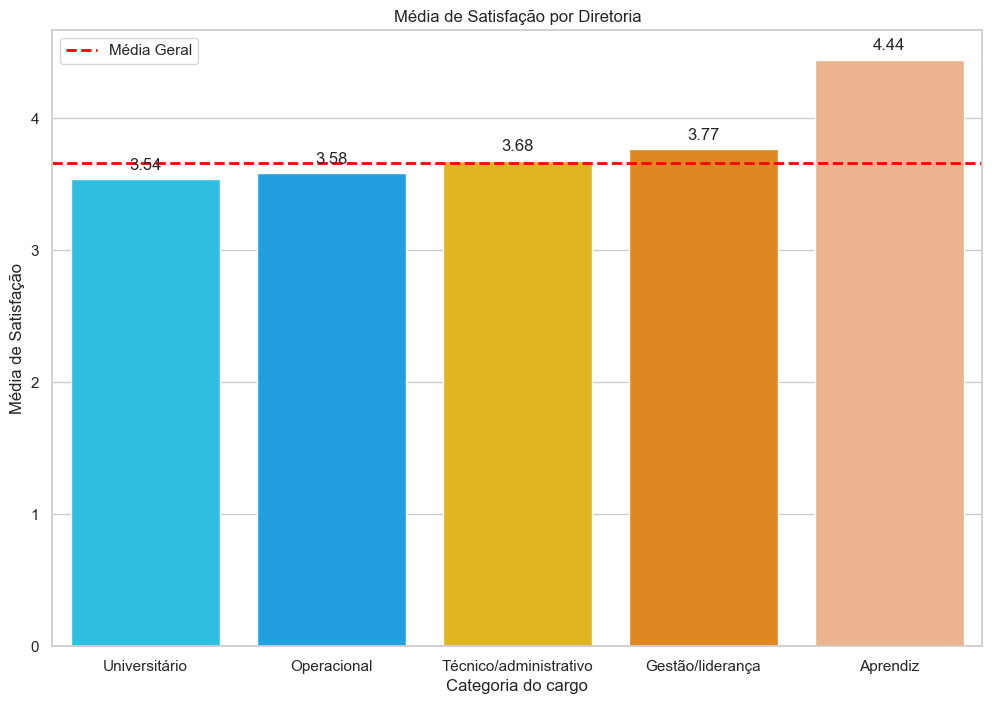 Média de Satisfação por Diretoria
Média Geral
4.44
3.77
3.68
3.58
3.54
4
3
2
1
0
Média de Satisfação
Universitário
Operacional
Técnico/administrativo
Gestão/liderança
Aprendiz
Categoria do cargo